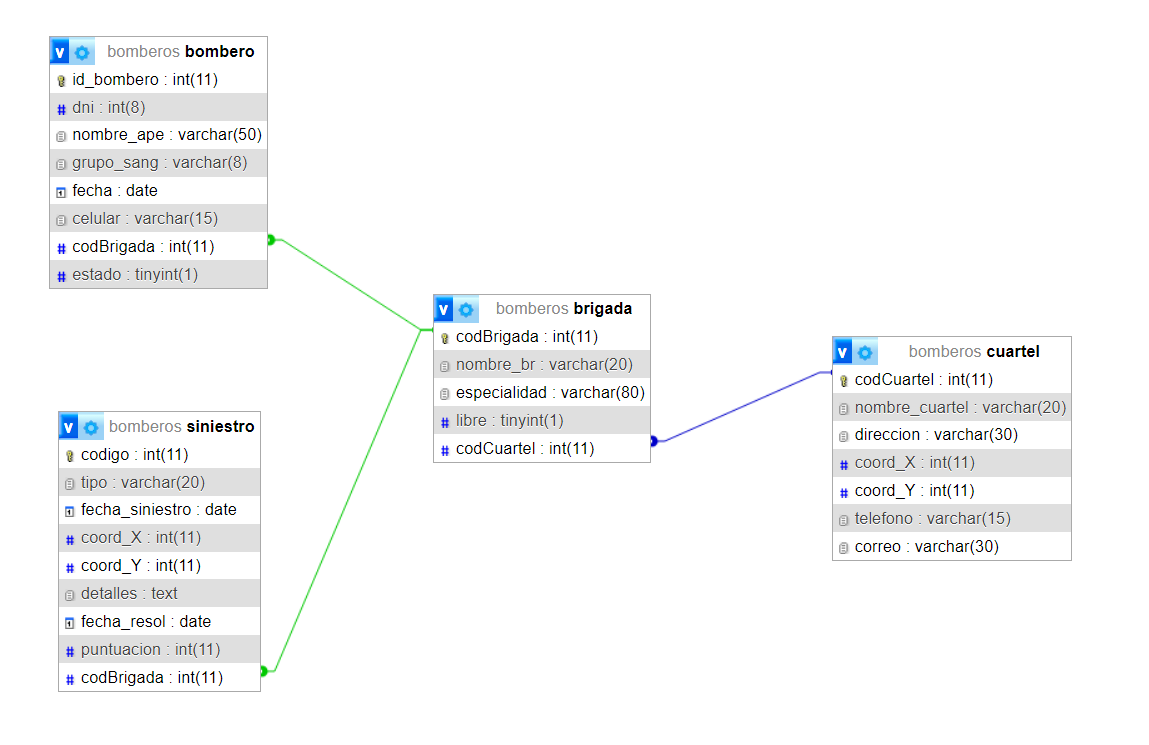 v bomberos bombero
id_bombero : int(11)
# dni : int(8)
nombre_ape : varchar(50)
grupo_sang : varchar(8)
fecha : date
celular : varchar(15)
# codBrigada : int(11)
# estado : tinyint(1)
v bomberos brigada
codBrigada : int(11)
nombre_br : varchar(20)
especialidad : varchar(80)
# libre : tinyint(1)
# codCuartel : int(11)
v bomberos cuartel
codCuartel : int(11)
nombre_cuartel : varchar(20)
direccion : varchar(30)
# coord_X : int(11)
# coord_Y : int(11)
telefono : varchar(15)
correo : varchar(30)
v bomberos siniestro
codigo : int(11)
tipo : varchar(20)
fecha_siniestro : date
# coord_X : int(11)
# coord_Y : int(11)
detalles : text
fecha_resol : date
# puntuacion : int(11)
# codBrigada : int(11)